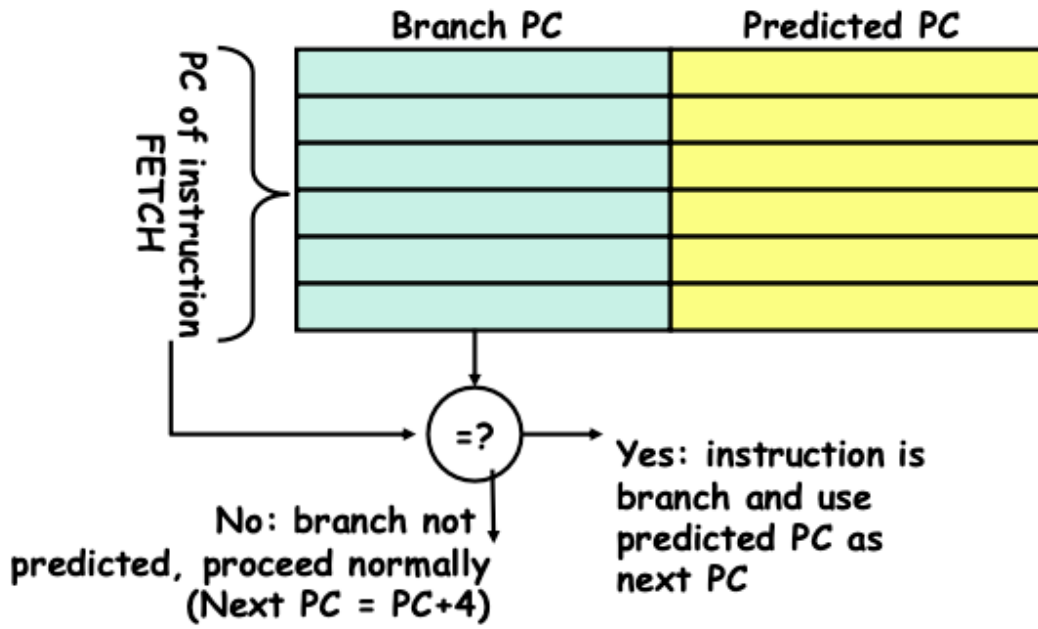 Branch PC
Predicted PC
PC of instruction
FETCH
=?
Yes: instruction is
branch and use
predicted PC as
next PC
No: branch not
predicted, proceed normally
(Next PC = PC+4)